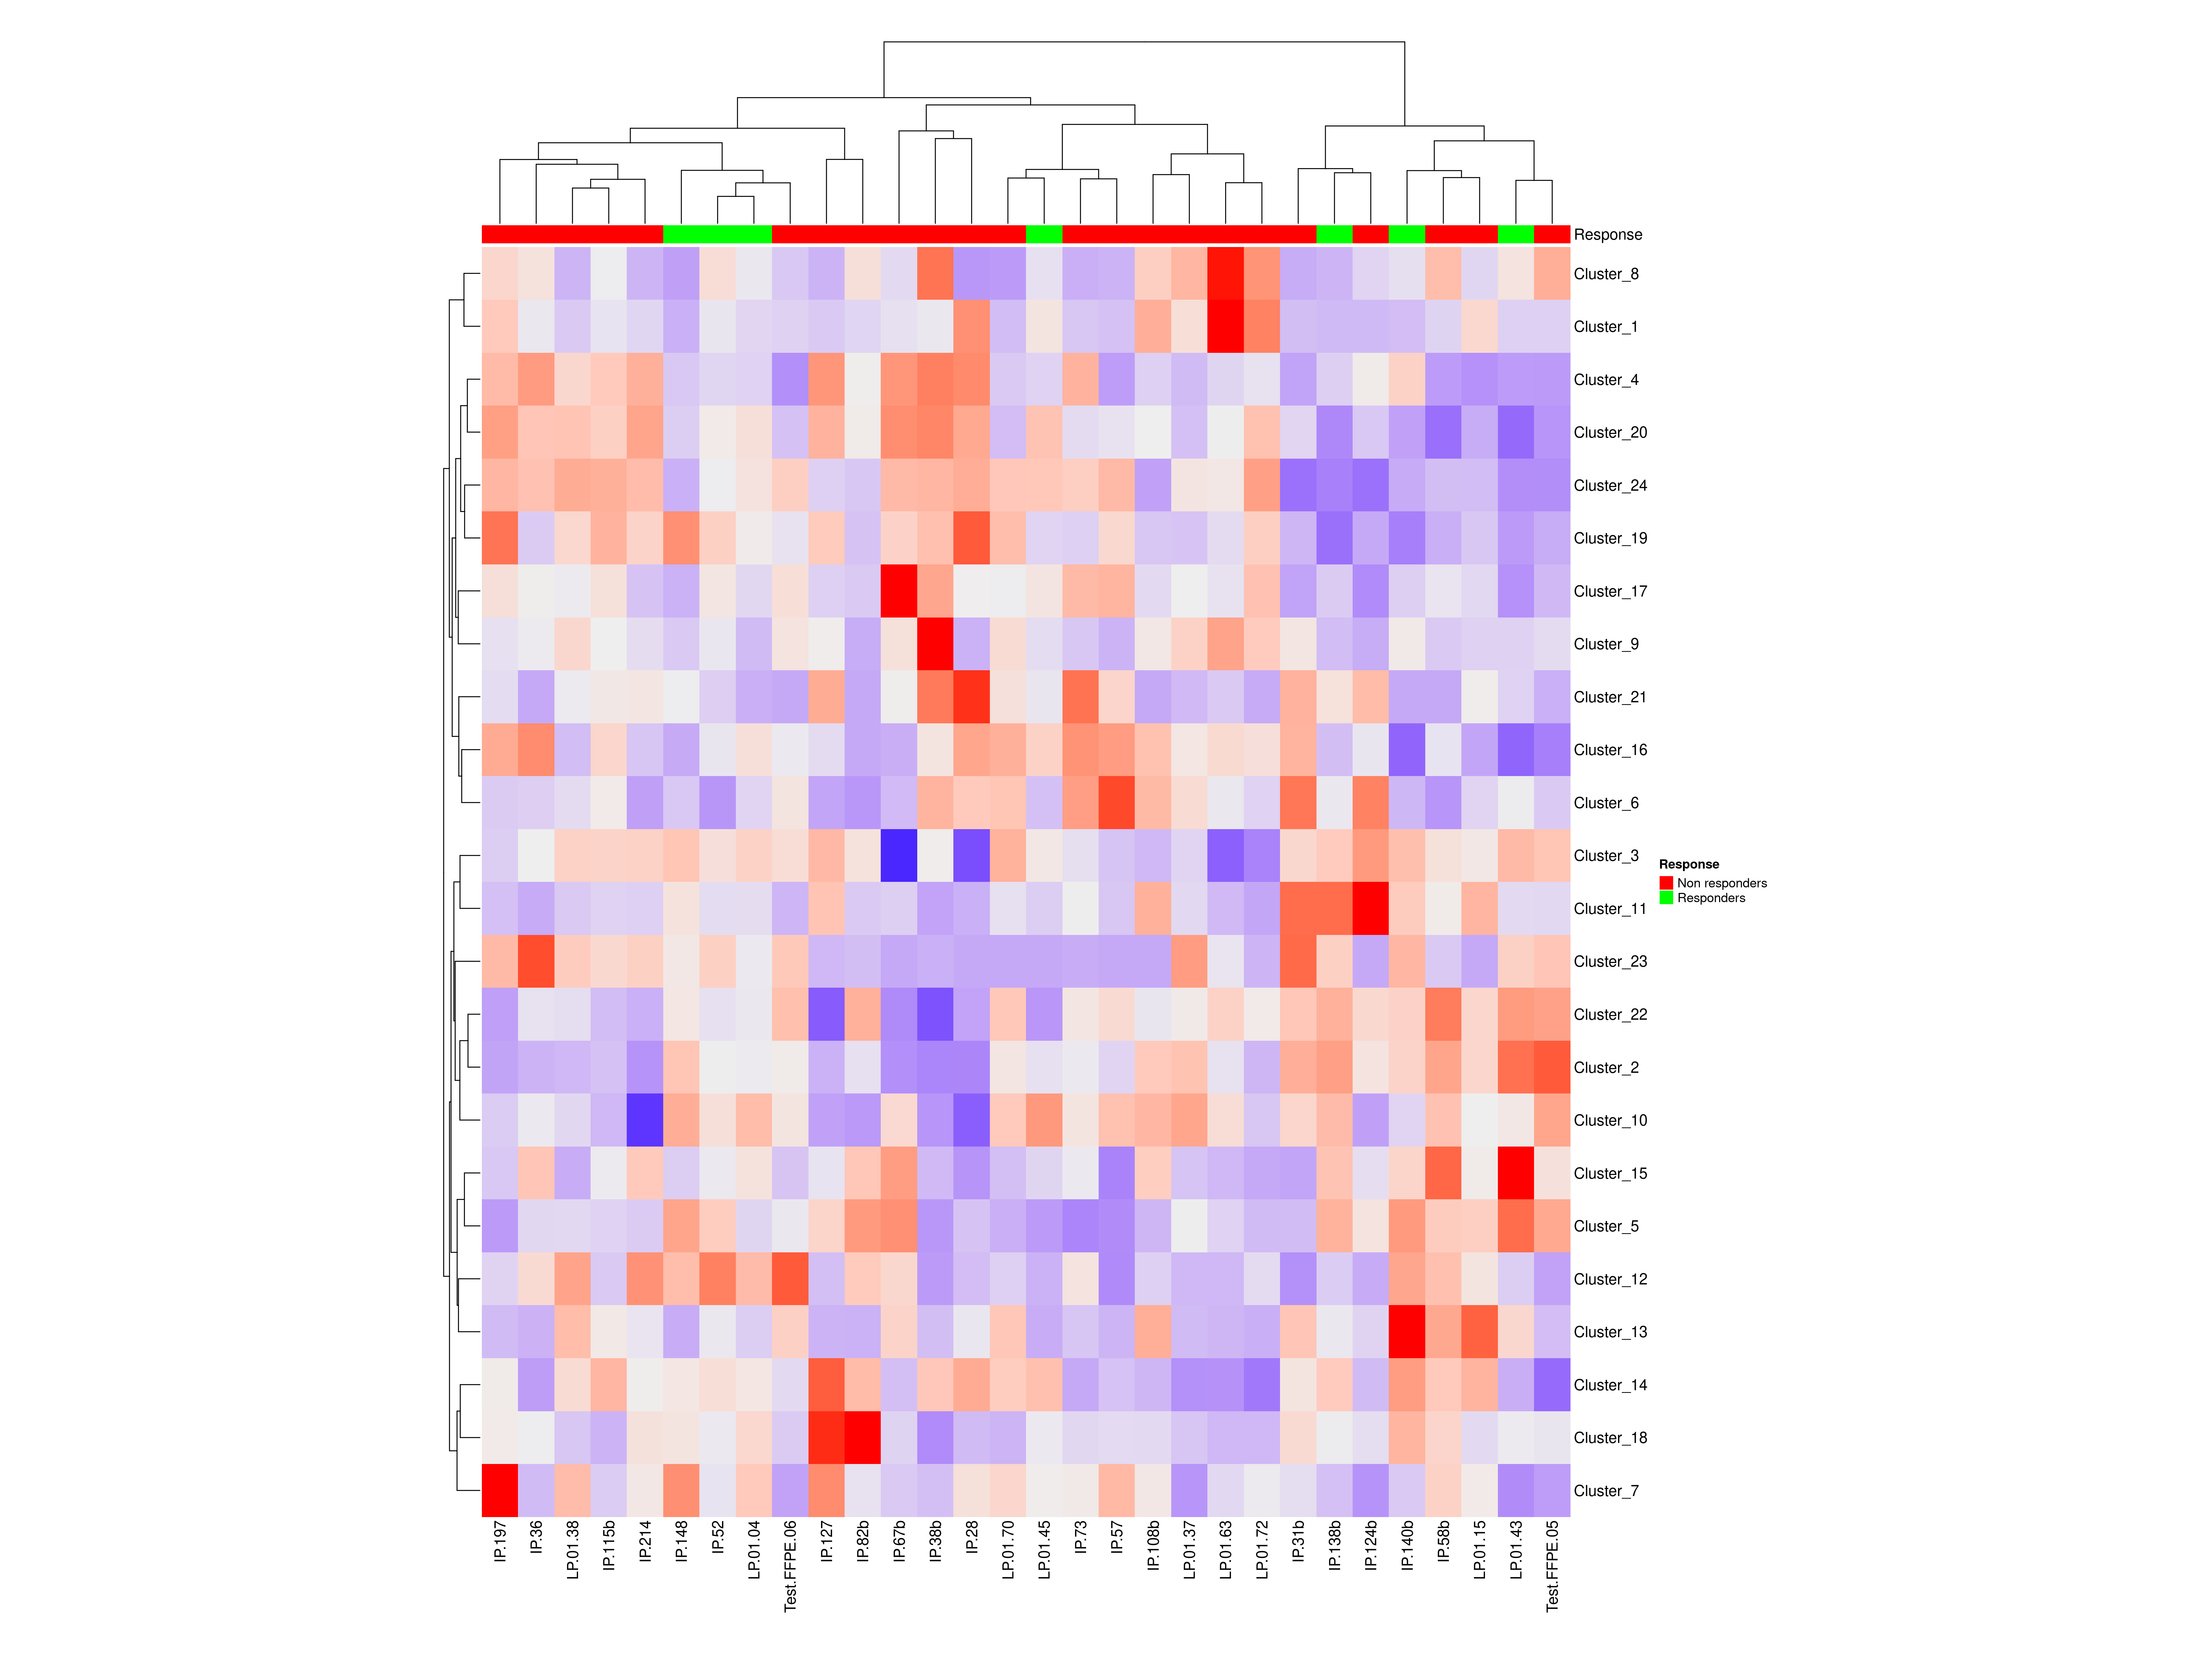 Response
Cluster_8
Cluster_1
Cluster_4
Cluster_20
Cluster_24
Cluster_19
Cluster_17
Cluster_9
Cluster_21
Cluster_16
Cluster_6
Cluster_3
Cluster_11
Cluster_23
Cluster_22
Cluster_2
Cluster_10
Cluster_15
Cluster_5
Cluster_12
Cluster_13
Cluster_14
Cluster_18
Cluster_7
IP.197
IP.36
LP.01.38
IP.115b
IP.214
IP.148
IP.52
LP.01.04
Test.FFPE.06
IP.127
IP.82b
IP.67b
IP.38b
IP.28
LP.01.70
LP.01.45
IP.73
IP.57
IP.108b
LP.01.37
LP.01.63
LP.01.72
IP.31b
IP.138b
IP.124b
IP.140b
IP.58b
LP.01.15
LP.01.43
Test.FFPE.05
Response
Non responders
Responders